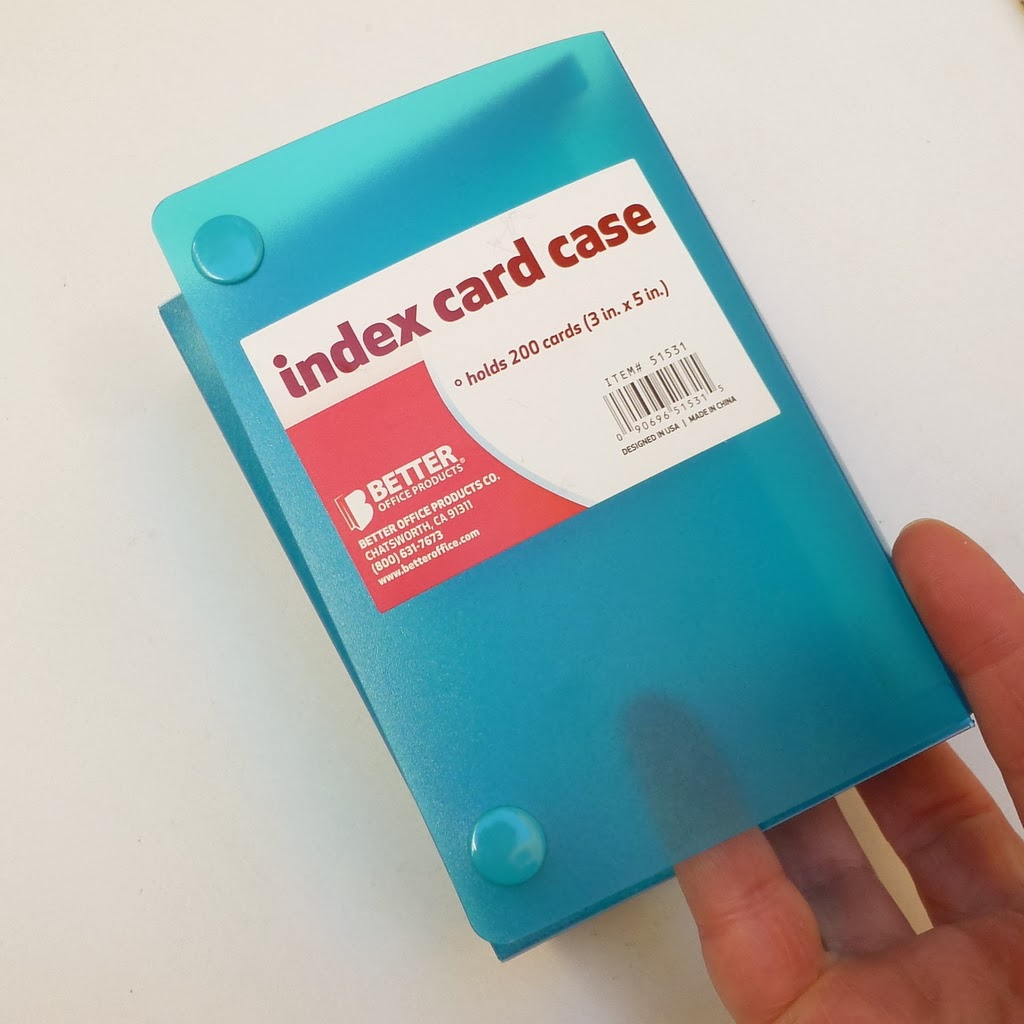 index card case
° holds 200 cards (3 in. x 5 in.)
ITEM# 51531
0 90696 51531 5
DESIGNED IN USA | MADE IN CHINA
B BETTER®
OFFICE PRODUCTS
BETTER OFFICE PRODUCTS CO.
CHATSWORTH, CA 91311
(800) 631-7673
www.betteroffice.com